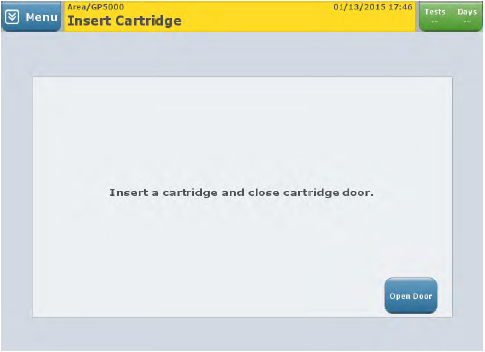 Menu
Area/GP5000
01/13/2015 17:46
Insert Cartridge
Tests Days
-- --
Insert a cartridge and close cartridge door.
Open Door